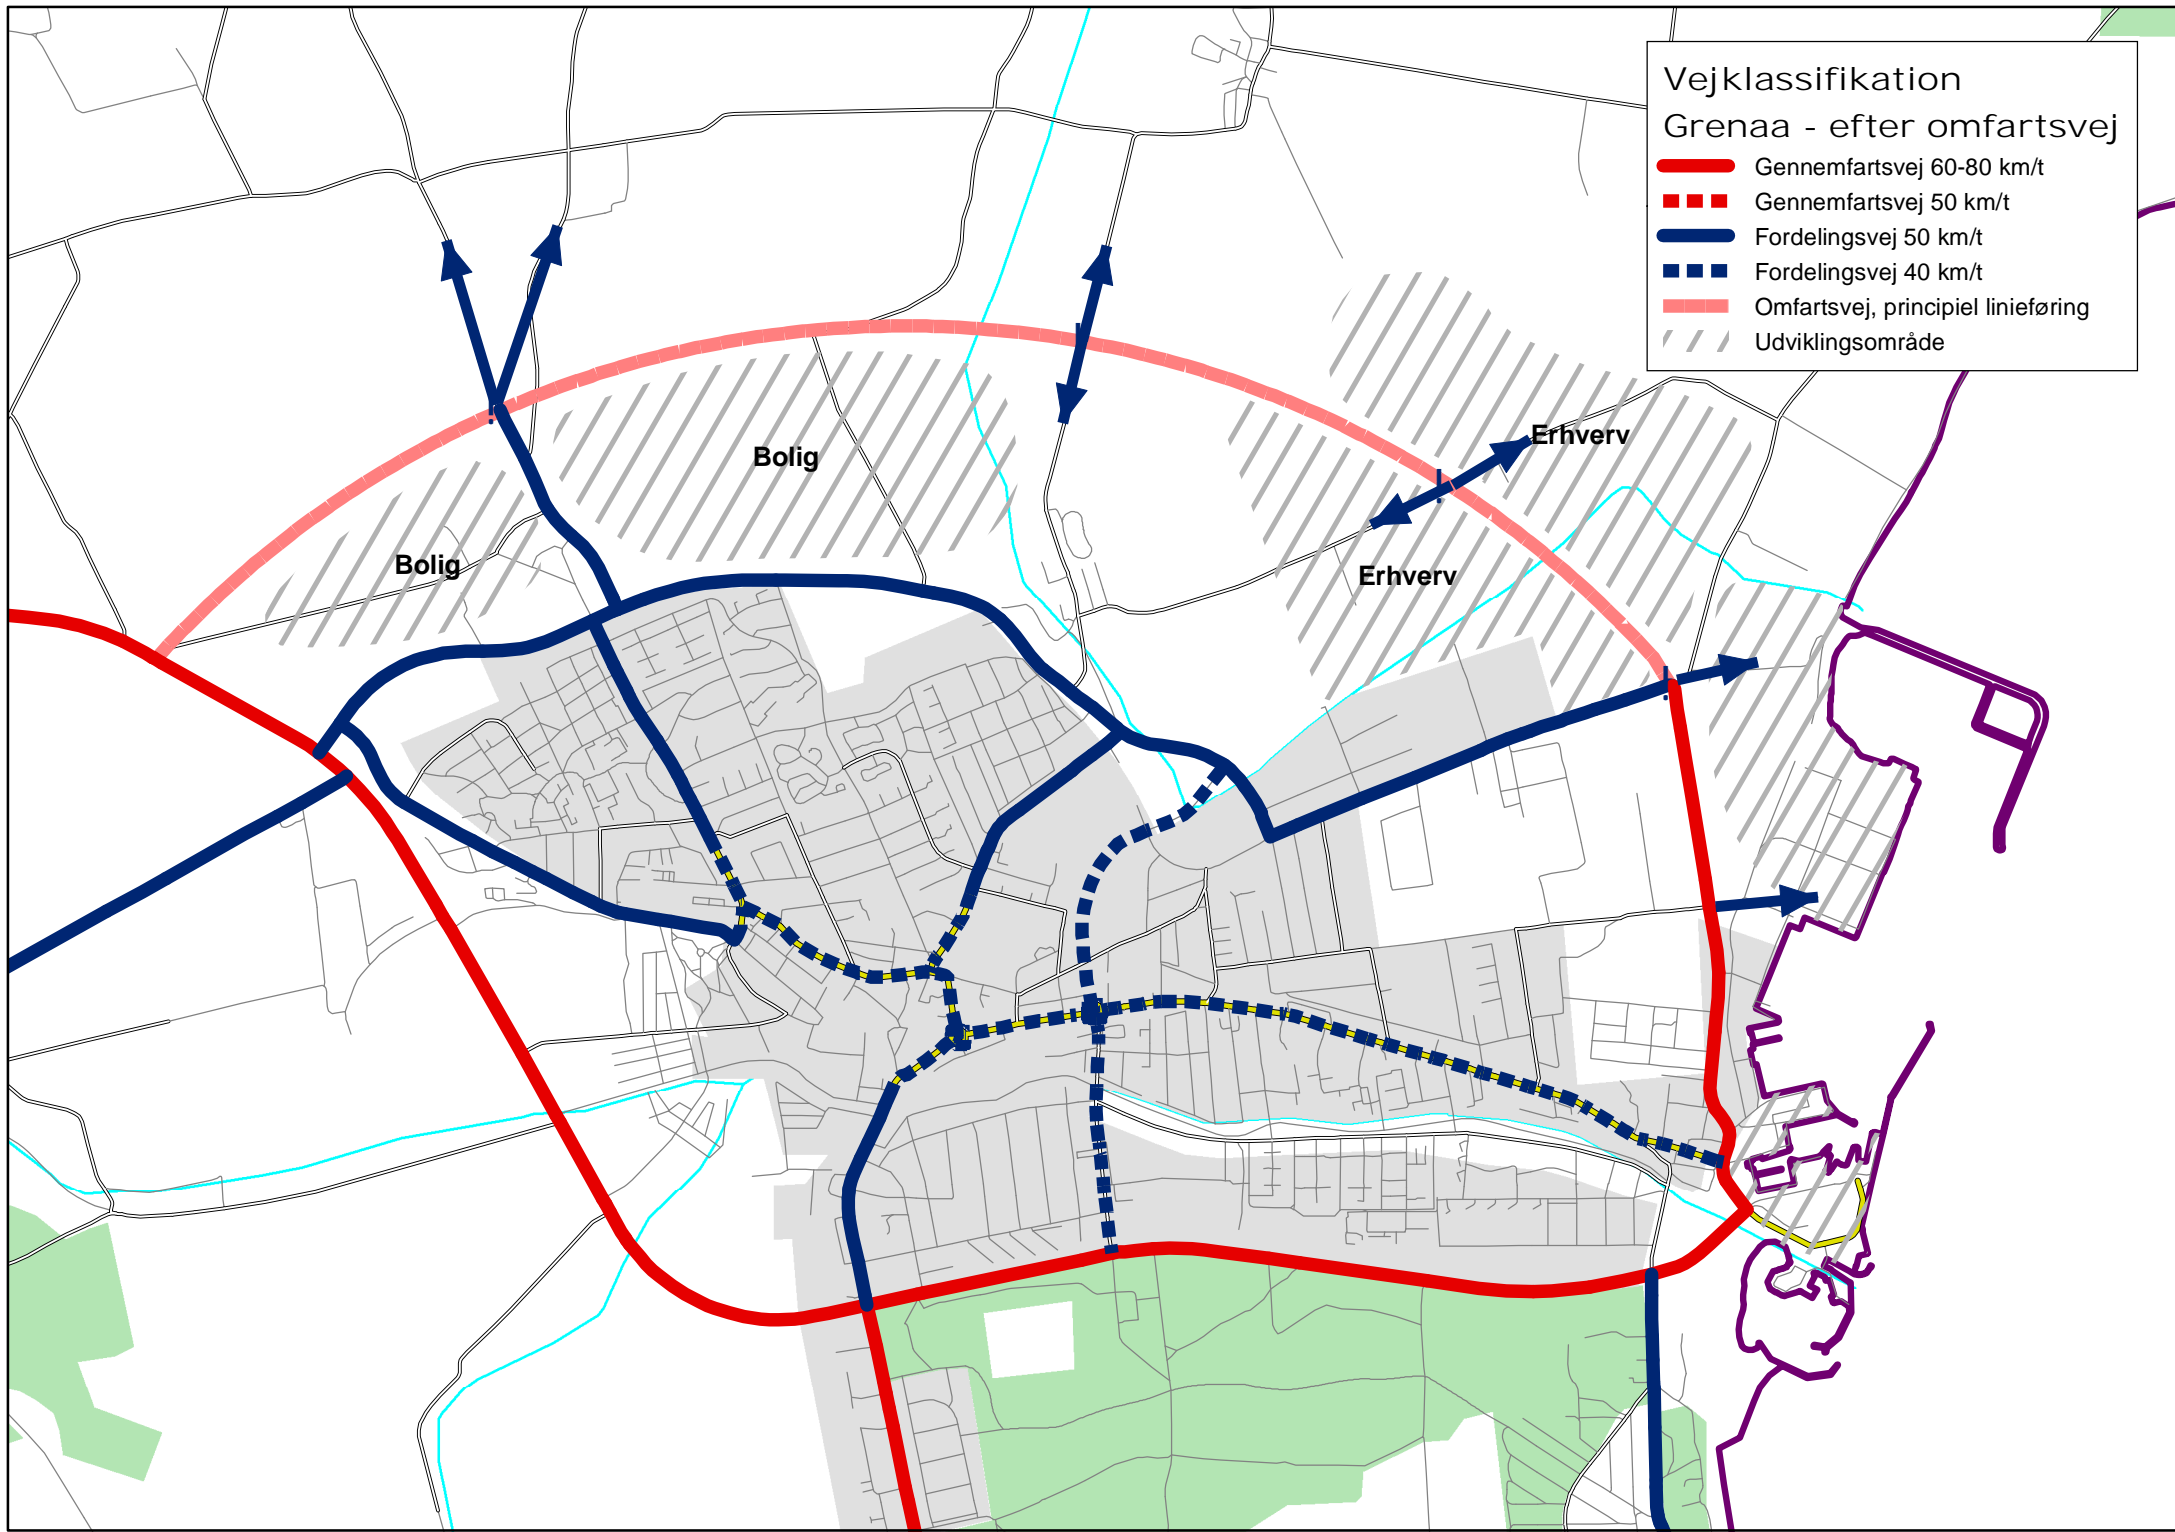 Vejklassifikation
Grenaa - efter omfartsvej
Gennemfartsvej 60-80 km/t
Gennemfartsvej 50 km/t
Fordelingsvej 50 km/t
Fordelingsvej 40 km/t
Omfartsvej, principiel linieføring
Udviklingsområde
Erhverv
Bolig
Bolig
Erhverv